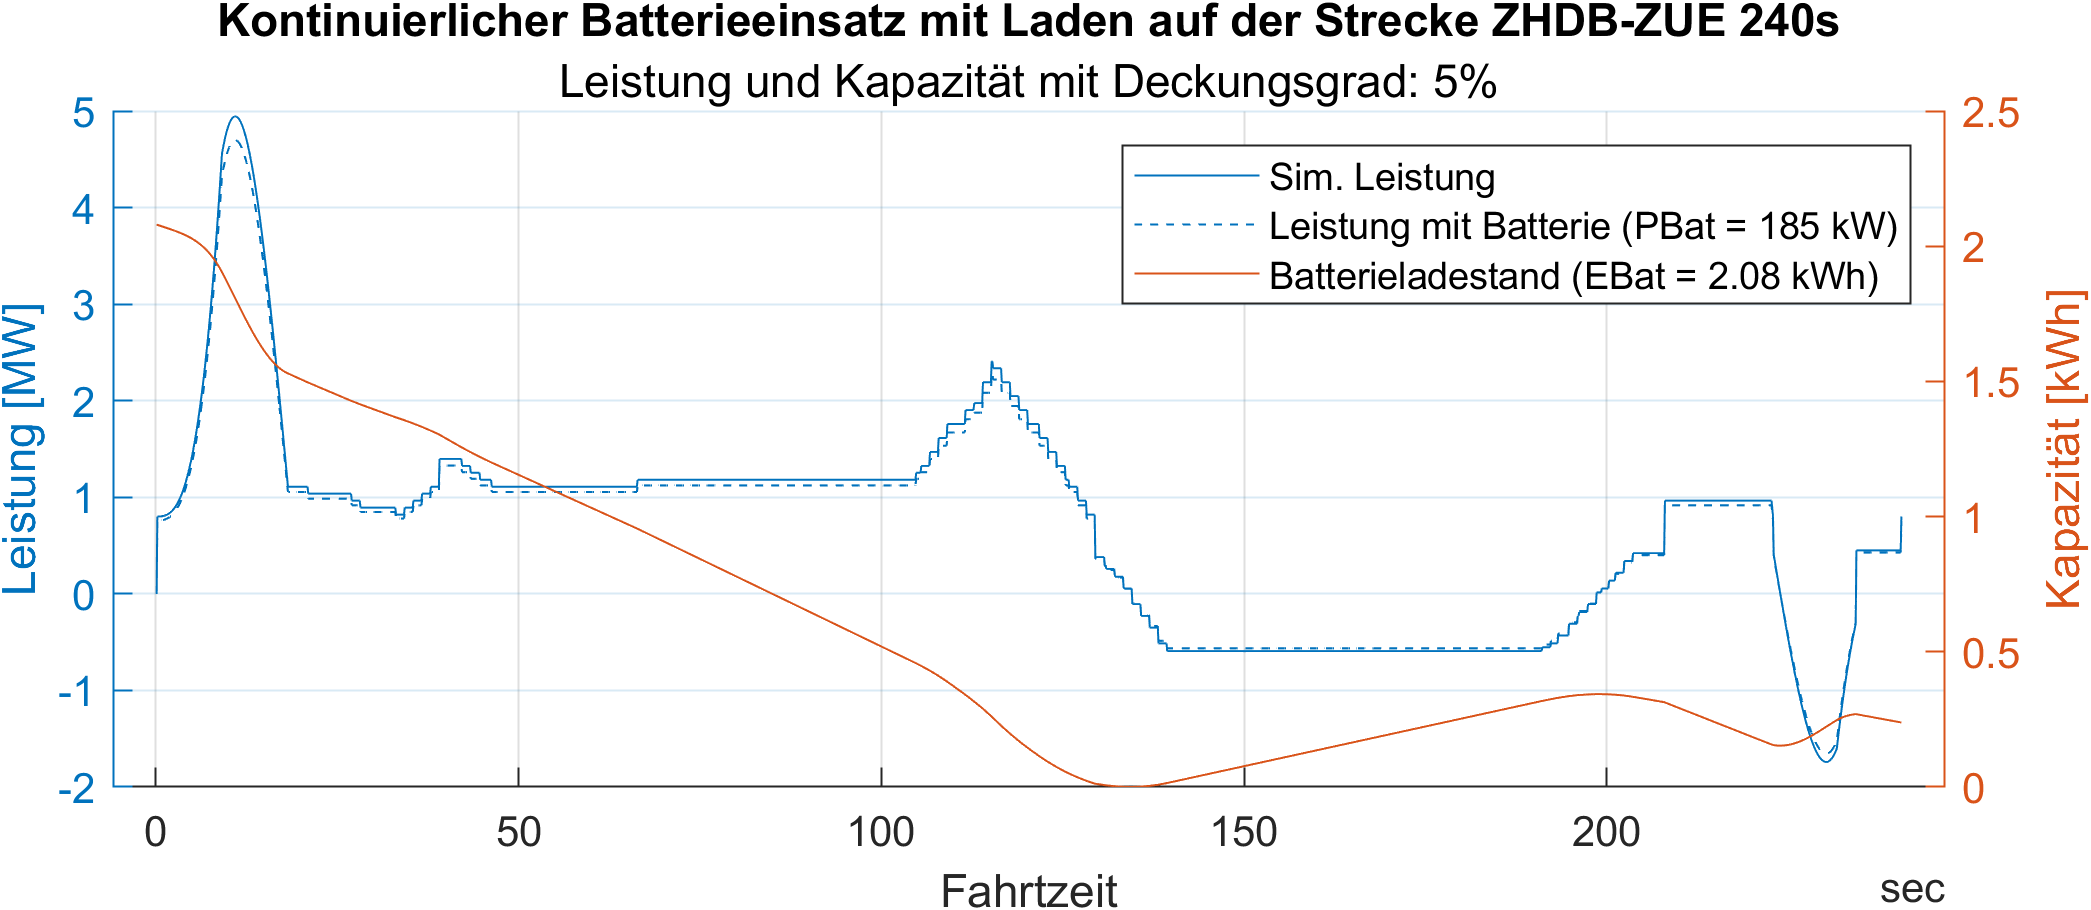 Kontinuierlicher Batterieeinsatz mit Laden auf der Strecke ZHDB-ZUE 240s
Leistung und Kapazität mit Deckungsgrad: 5%
5
4
3
2
1
0
-1
-2
Leistung [MW]
2.5
2
1.5
1
0.5
0
Kapazität [kWh]
Sim. Leistung
Leistung mit Batterie (PBat = 185 kW)
Batterieladestand (EBat = 2.08 kWh)
0
50
100
150
200
Fahrtzeit
sec